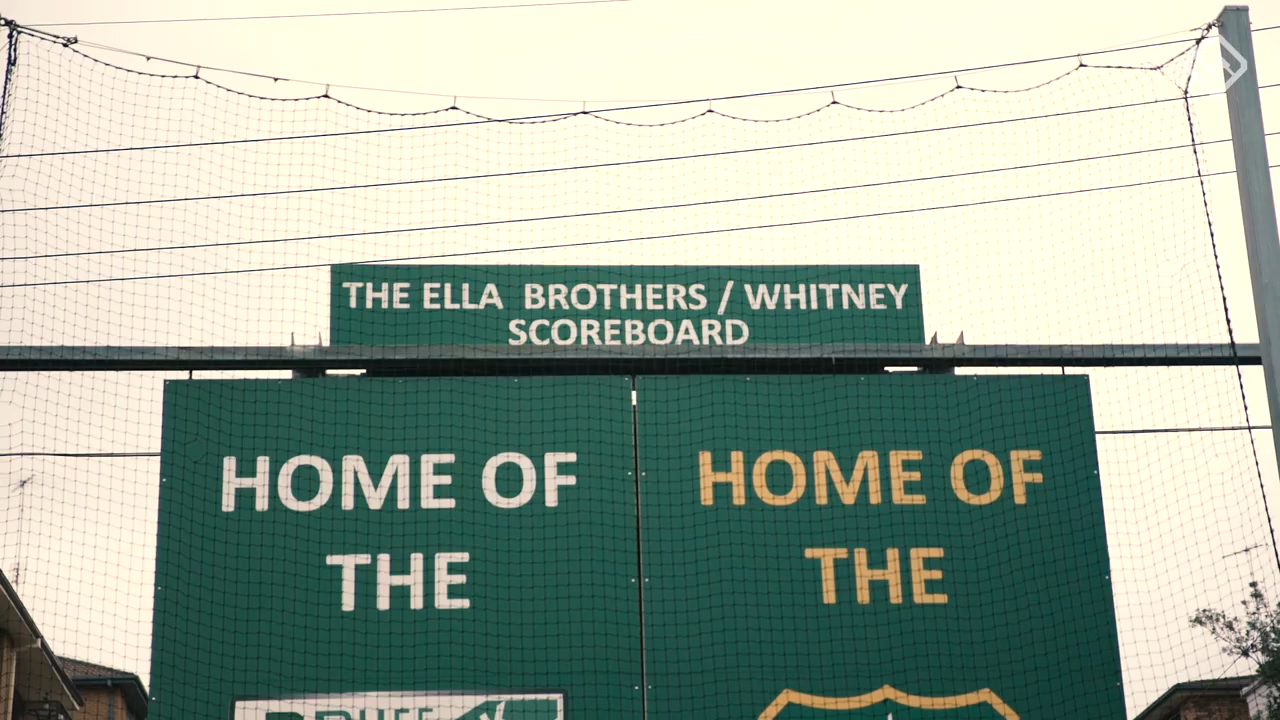 THE ELLA BROTHERS / WHITNEY
SCOREBOARD
HOME OF
THE
HOME OF
THE